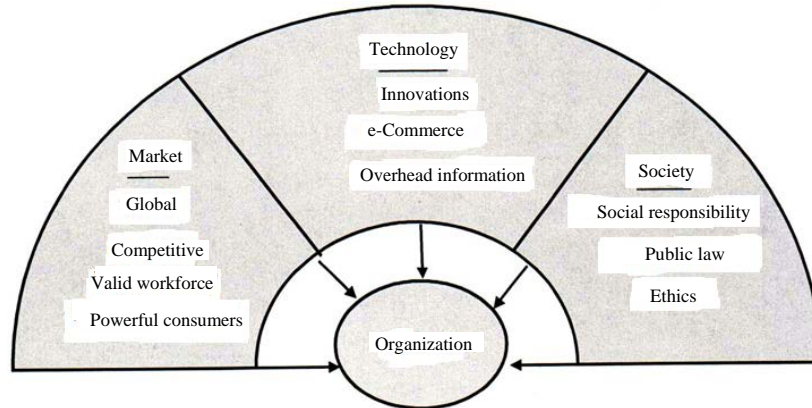 Technology
Innovations
e-Commerce
Overhead information
Market
Global
Competitive
Valid workforce
Powerful consumers
Society
Social responsibility
Public law
Ethics
Organization